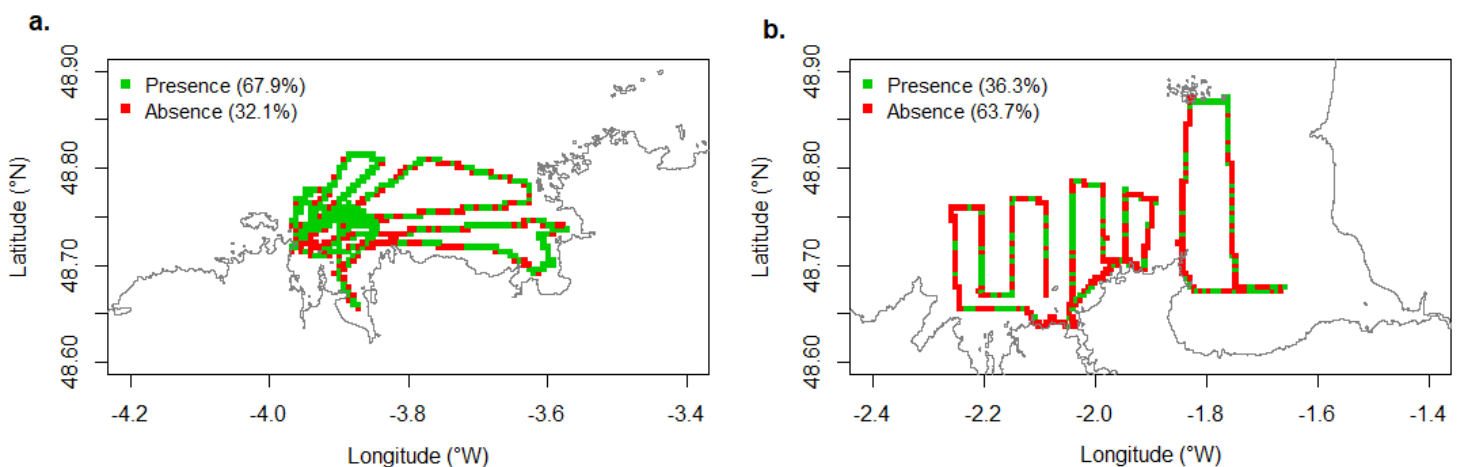 a.
Presence (67.9%)
Absence (32.1%)
48.90
48.80
48.70
48.60
Latitude (°N)
-4.2 -4.0 -3.8 -3.6 -3.4
Longitude (°W)
b.
Presence (36.3%)
Absence (63.7%)
48.90
48.80
48.70
48.60
Latitude (°N)
-2.4 -2.2 -2.0 -1.8 -1.6 -1.4
Longitude (°W)